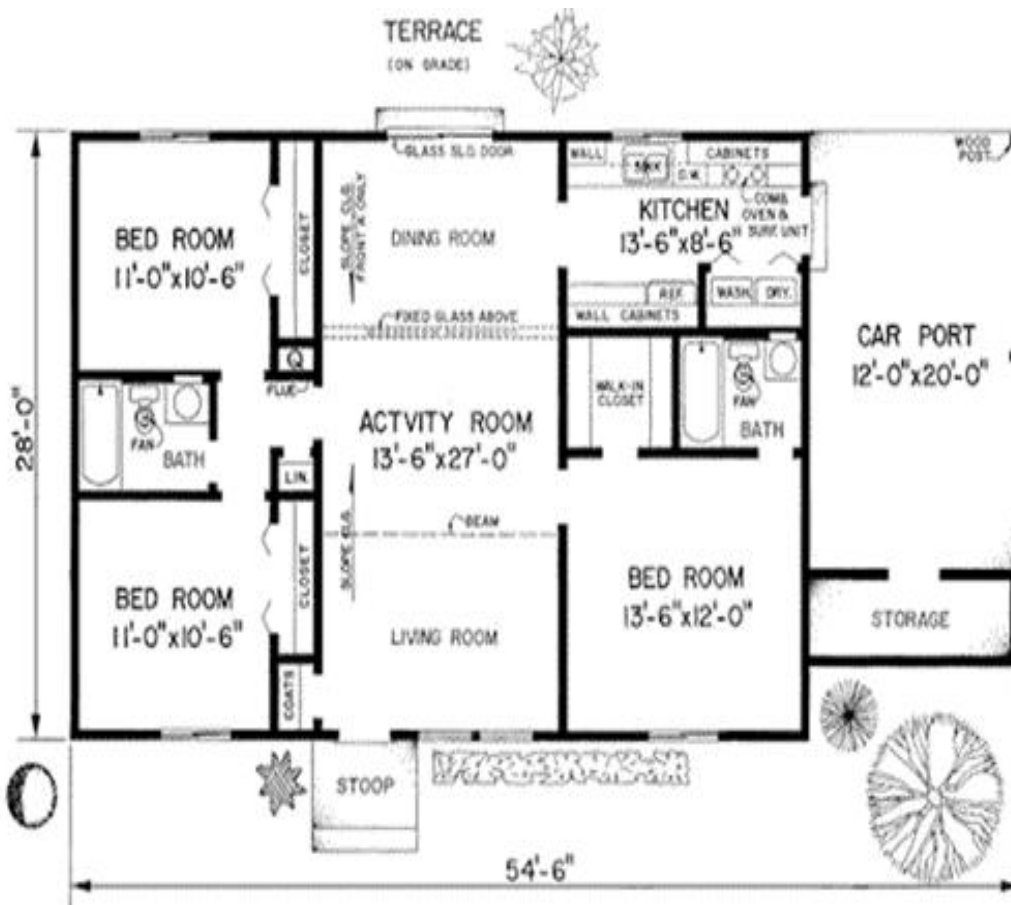 TERRACE
(ON GRADE)
GLASS SLG. DOOR
WALL
SINK
D.W.
CABINETS
WOOD
POST
COMB.
OVEN &
SURF. UNIT
KITCHEN
13'-6"x8'-6"
BED ROOM
11'-0"x10'-6"
CLOSET
SLOPE CLG.
FRONT A ONLY
DINING ROOM
REF.
WASH.
DRY.
WALL CABINETS
FIXED GLASS ABOVE
CAR PORT
12'-0"x20'-0"
28'-0"
FLUE
FAN
BATH
ACTVITY ROOM
13'-6"x27'-0"
WALK-IN
CLOSET
FAN
BATH
LIN.
SLOPE CLG.
BEAM
BED ROOM
11'-0"x10'-6"
CLOSET
BED ROOM
13'-6"x12'-0"
STORAGE
LIVING ROOM
COATS
STOOP
54'-6"